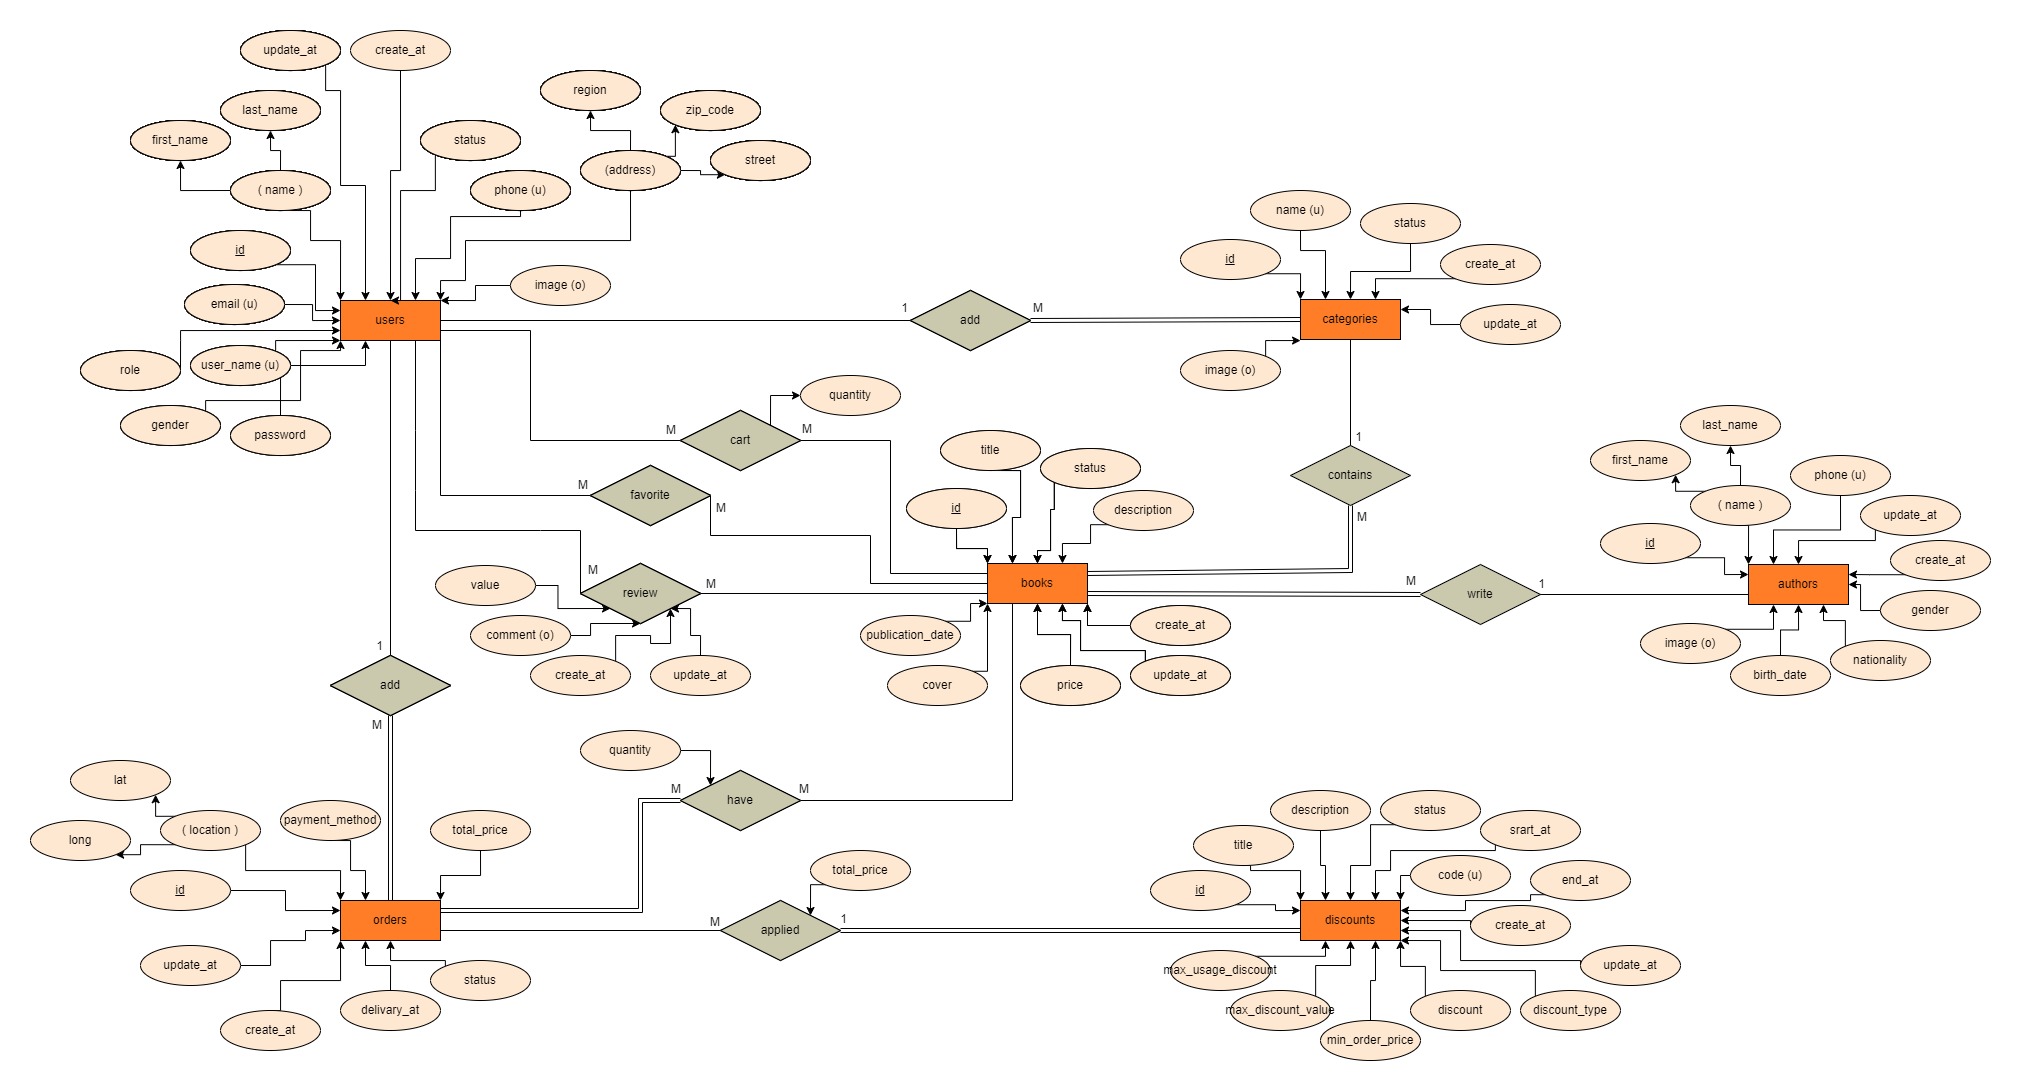 update_at
create_at
last_name
first_name
status
region
zip_code
street
(address)
( name )
phone (u)
id
email (u)
image (o)
users
role
user_name (u)
gender
password
1
add
M
name (u)
status
id
create_at
categories
update_at
image (o)
quantity
M
cart
M
M
favorite
M
title
status
id
description
1
contains
M
last_name
first_name
phone (u)
( name )
update_at
id
create_at
authors
gender
image (o)
birth_date
nationality
value
M
review
M
comment (o)
create_at
update_at
books
M
write
1
publication_date
create_at
cover
price
update_at
1
add
M
quantity
M
have
M
lat
( location )
long
payment_method
total_price
id
orders
update_at
status
create_at
delivary_at
total_price
M
applied
1
description
status
title
srart_at
id
code (u)
end_at
discounts
create_at
max_usage_discount
update_at
max_discount_value
discount
discount_type
min_order_price